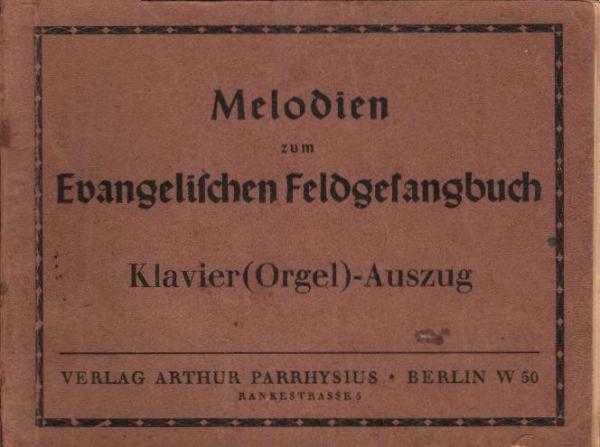 Melodien
zum
Evangeliſchen Feldgeſangbuch
Klavier(Orgel)-Auszug
VERLAG ARTHUR PARRHYSIUS * BERLIN W 50
RANKESTRASSE 5